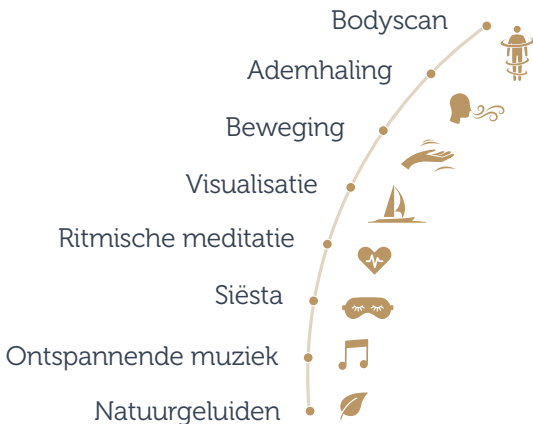 Bodyscan
Ademhaling
Beweging
Visualisatie
Ritmische meditatie
Siësta
Ontspannende muziek
Natuurgeluiden